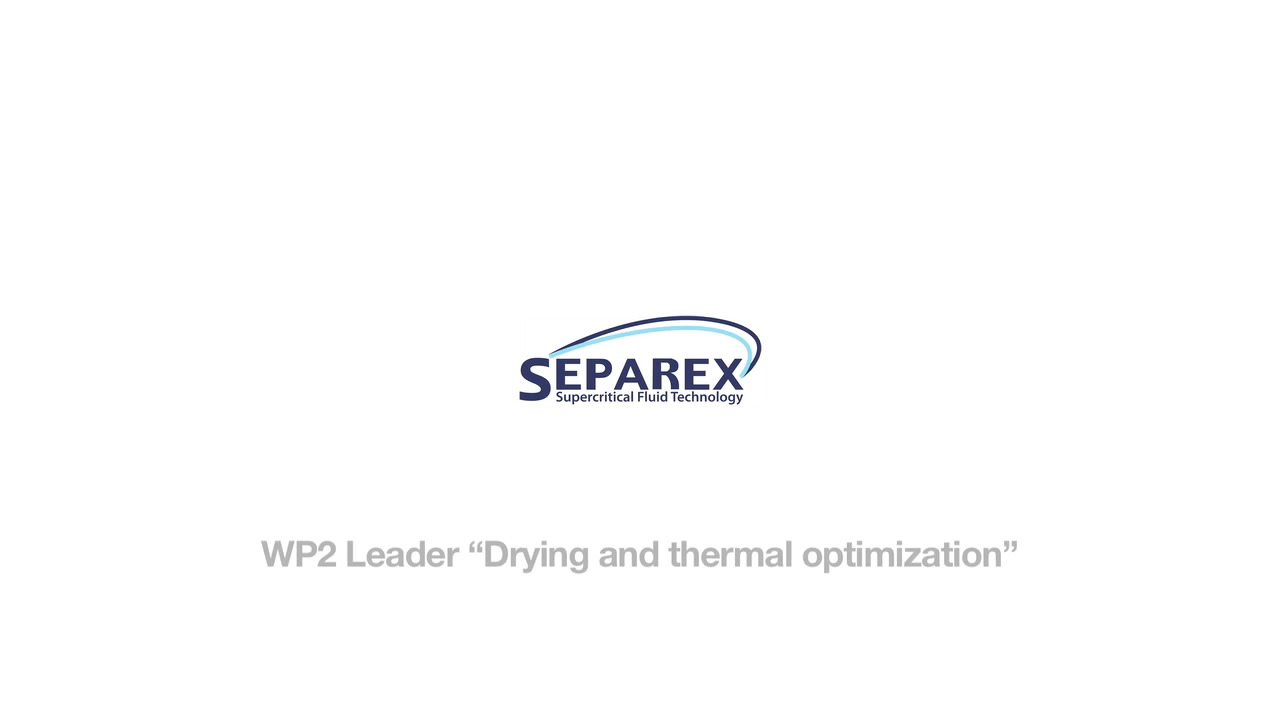 SEPAREX
Supercritical Fluid Technology
WP2 Leader “Drying and thermal optimization”